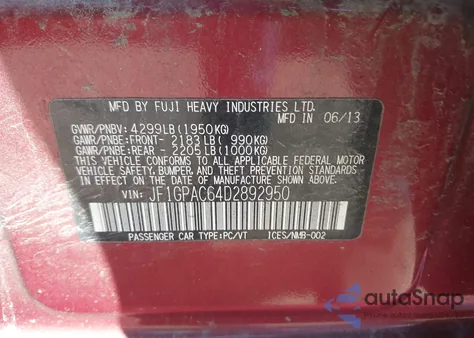 MFD BY FUJI HEAVY INDUSTRIES LTD.
MFD IN 06/13
GVWR/PNBV: 4299LB(1950KG)
GAWR/PNBE: FRONT- 2183LB( 990KG)
GAWR/PNBE: REAR - 2205LB(1000KG)
THIS VEHICLE CONFORMS TO ALL APPLICABLE FEDERAL MOTOR
VEHICLE SAFETY, BUMPER, AND THEFT PREVENTION STANDARDS
IN EFFECT ON THE DATE OF MANUFACTURE SHOWN ABOVE.
VIN: JF1GPAC64D2892950
PASSENGER CAR TYPE:PC/VT ICES/NMB-002
autoSnap